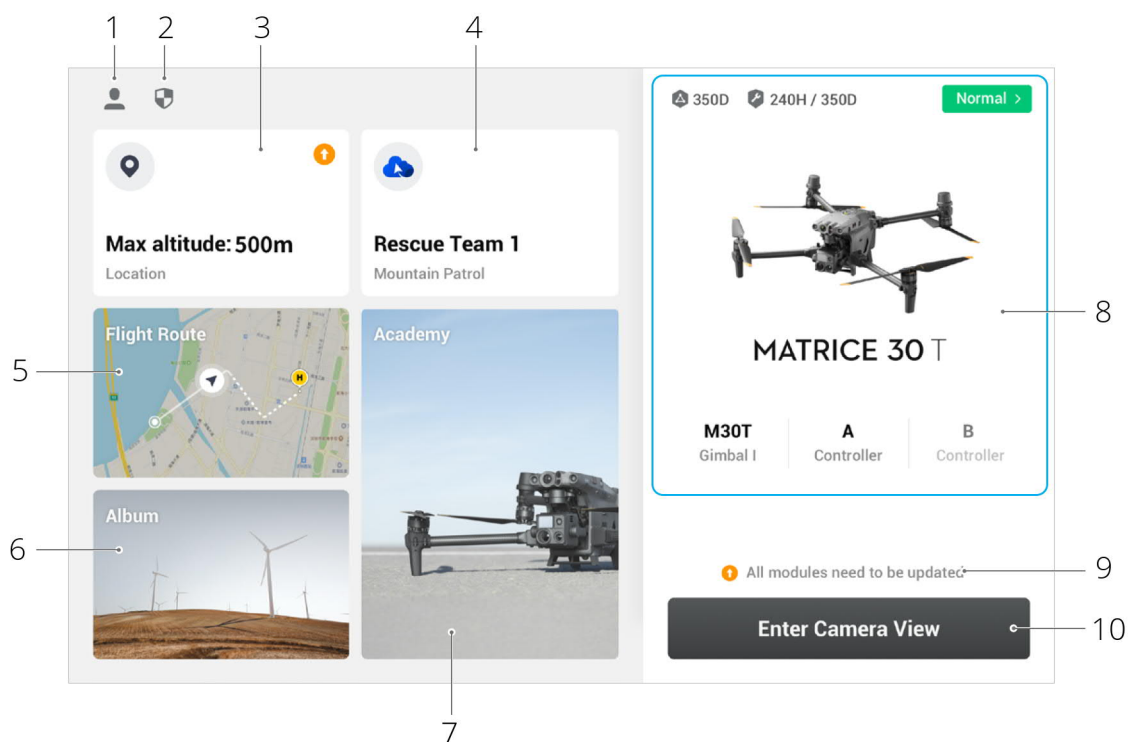 1
2
3
4
350D
240H / 350D
Normal >
Max altitude: 500m
Location
Rescue Team 1
Mountain Patrol
Flight Route
Academy
H
5
8
MATRICE 30 T
M30T
Gimbal I
A
Controller
B
Controller
Album
6
All modules need to be updated
9
Enter Camera View
10
7